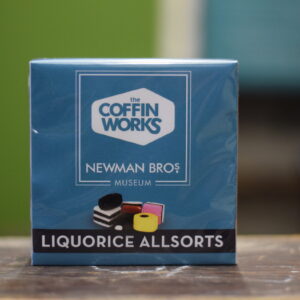 the
COFFIN
WORKS
NEWMAN BROS
MUSEUM
LIQUORICE ALLSORTS